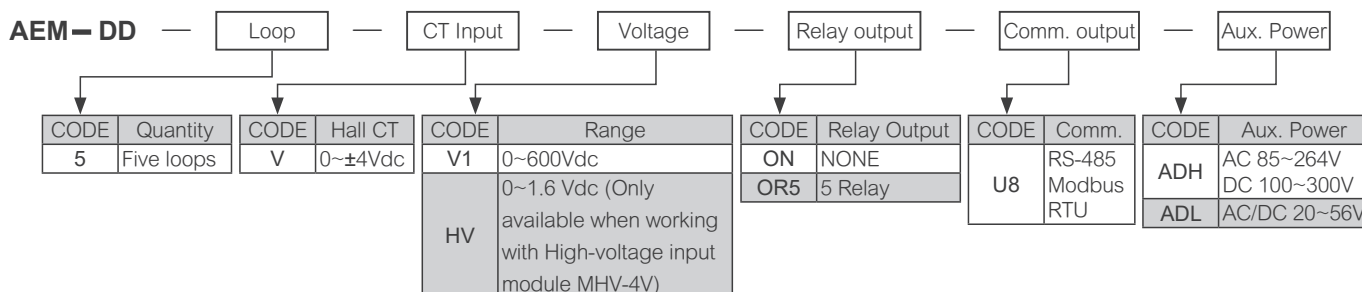 AEM – DD — Loop — CT Input — Voltage — Relay output — Comm. output — Aux. Power
CODE Quantity
5 Five loops
CODE Hall CT
V 0~±4Vdc
CODE Range
V1 0~600Vdc
HV 0~1.6 Vdc (Only
available when working
with High-voltage input
module MHV-4V)
CODE Relay Output
ON NONE
OR5 5 Relay
CODE Comm.
U8 RS-485
Modbus
RTU
CODE Aux. Power
ADH AC 85~264V
DC 100~300V
ADL AC/DC 20~56V